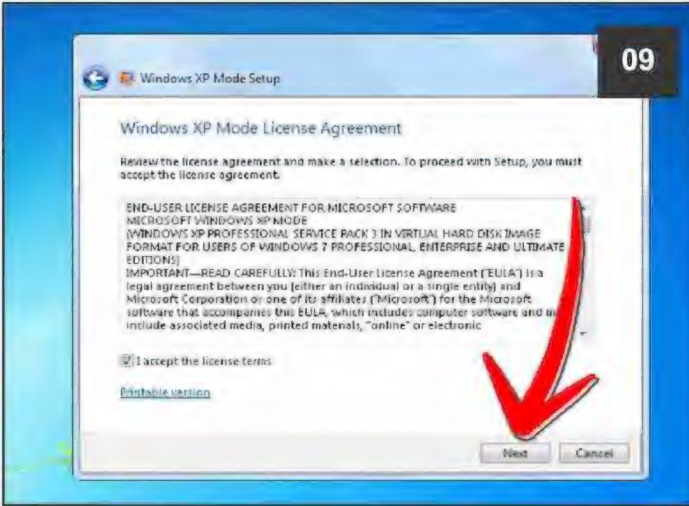 09
Windows XP Mode Setup
Windows XP Mode License Agreement
Review the license agreement and make a selection. To proceed with Setup, you must
accept the license agreement.
END-USER LICENSE AGREEMENT FOR MICROSOFT SOFTWARE
MICROSOFT WINDOWS XP MODE
(WINDOWS XP PROFESSIONAL SERVICE PACK 3 IN VIRTUAL HARD DISK IMAGE
FORMAT FOR USERS OF WINDOWS 7 PROFESSIONAL, ENTERPRISE AND ULTIMATE
EDITIONS)
IMPORTANT—READ CAREFULLY: This End-User License Agreement ("EULA") is a
legal agreement between you (either an individual or a single entity) and
Microsoft Corporation or one of its affiliates ("Microsoft") for the Microsoft
software that accompanies this EULA, which includes computer software and
include associated media, printed materials, "online" or electronic
I accept the license terms
Printable version
Next Cancel